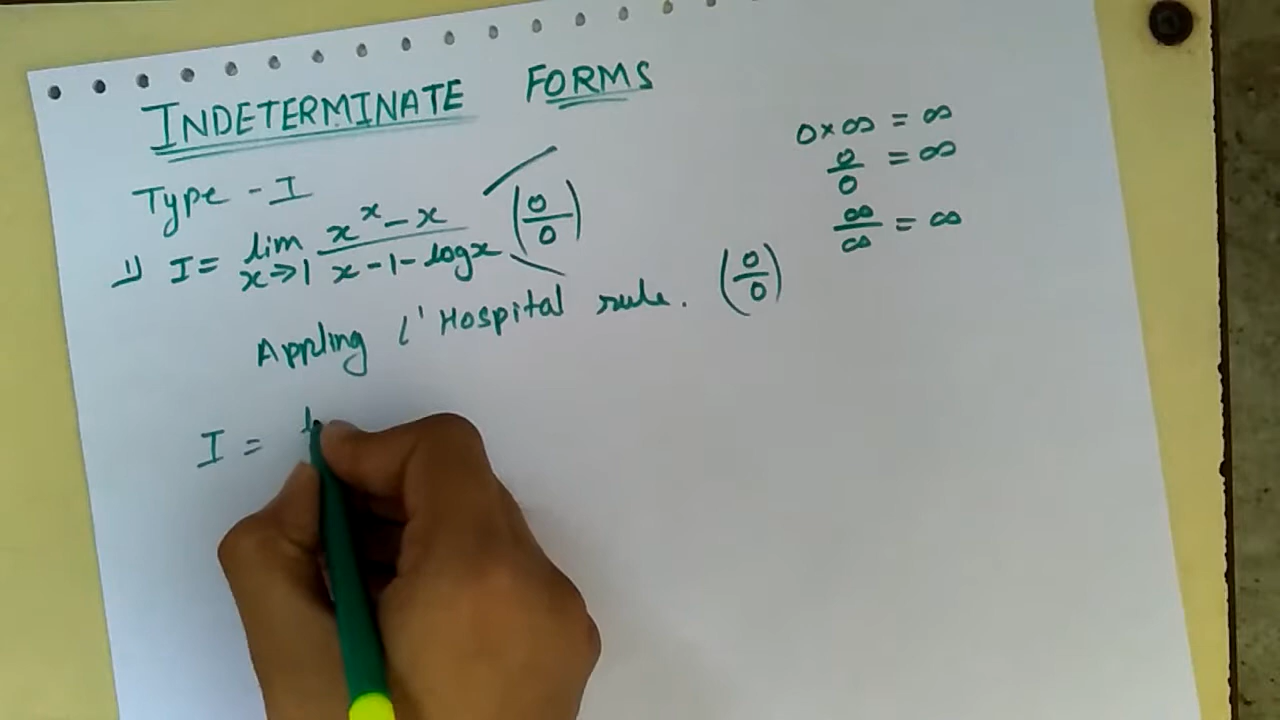 INDETERMINATE FORMS
Type - I
1) I = lim x→1 (x^x - x)/(x - 1 - log x) (0/0)
Appling l' Hospital rule. (0/0)
I =
0 × ∞ = ∞
0/0 = ∞
∞/∞ = ∞